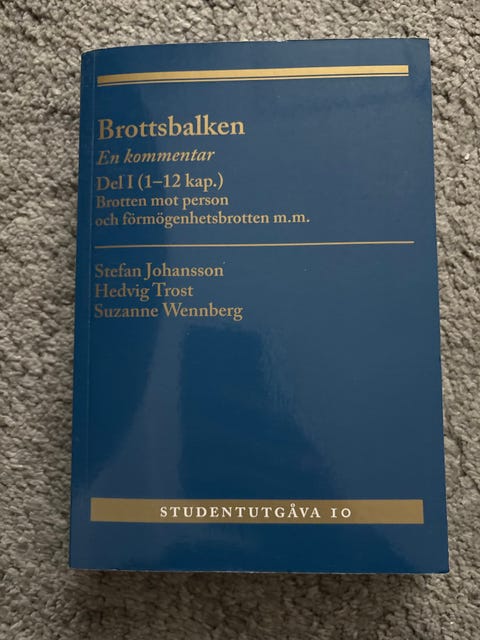 Brottsbalken
En kommentar
Del I (1–12 kap.)
Brotten mot person
och förmögenhetsbrotten m.m.
Stefan Johansson
Hedvig Trost
Suzanne Wennberg
STUDENTUTGÅVA 10